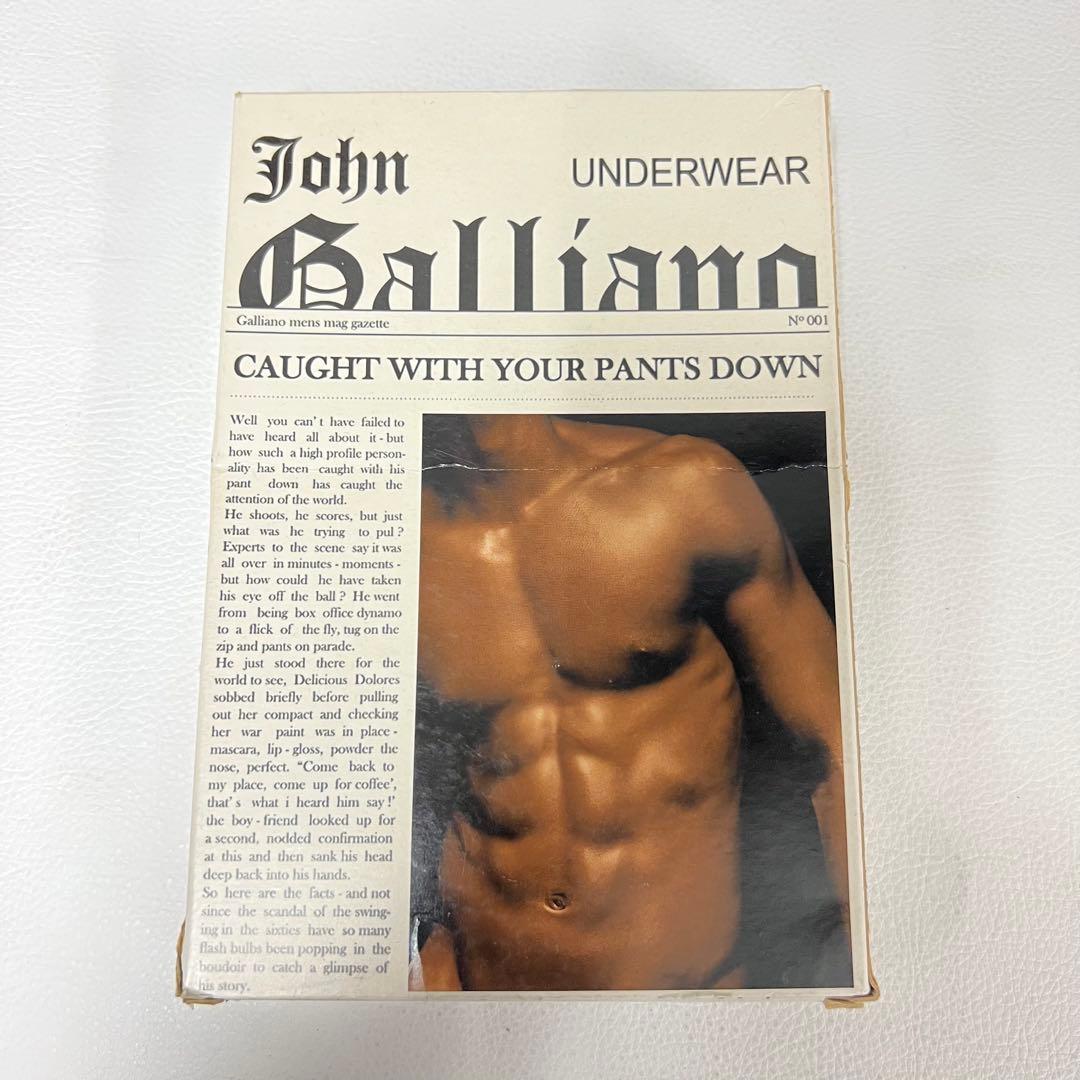 John
UNDERWEAR
Galliano
Galliano mens mag gazette
Nº 001
CAUGHT WITH YOUR PANTS DOWN
Well you can't have failed to
have heard all about it - but
how such a high profile person-
ality has been caught with his
pant down has caught the
attention of the world.
He shoots, he scores, but just
what was he trying to pul ?
Experts to the scene say it was
all over in minutes - moments -
but how could he have taken
his eye off the ball ? He went
from being box office dynamo
to a flick of the fly, tug on the
zip and pants on parade.
He just stood there for the
world to see, Delicious Dolores
sobbed briefly before pulling
out her compact and checking
her war paint was in place -
mascara, lip - gloss, powder the
nose, perfect. “Come back to
my place, come up for coffee’,
that's what i heard him say !’
the boy - friend looked up for
a second, nodded confirmation
at this and then sank his head
deep back into his hands.
So here are the facts - and not
since the scandal of the swing-
ing in the sixties have so many
flash bulbs been popping in the
boudoir to catch a glimpse of
his story.